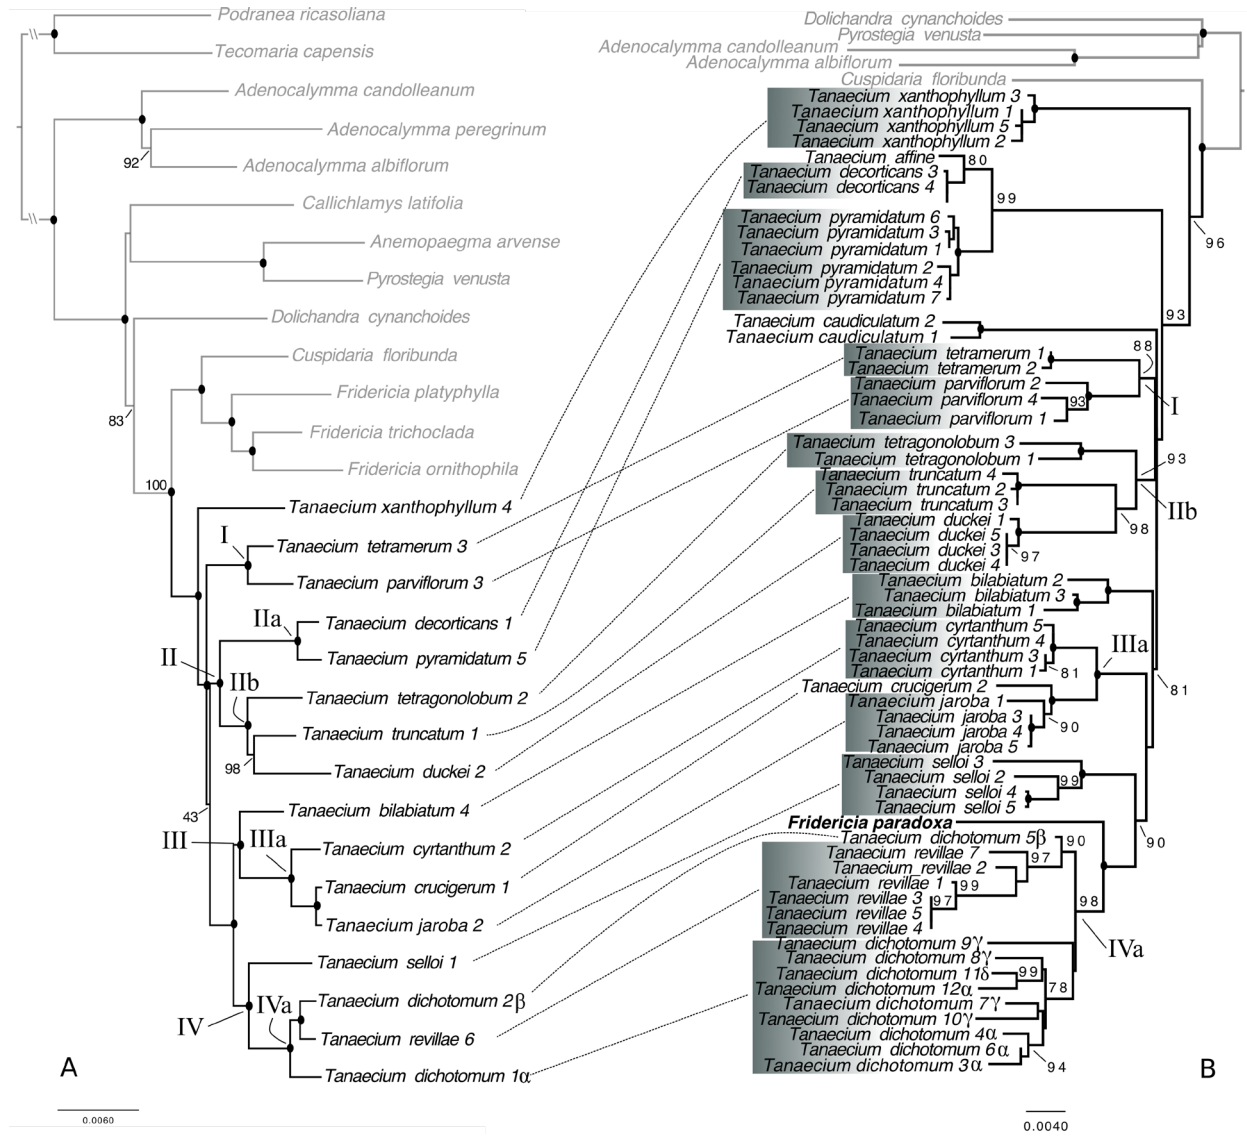 Podranea ricasoliana
Tecomaria capensis
Adenocalymma candolleanum
Adenocalymma peregrinum
92
Adenocalymma albiflorum
Callichlamys latifolia
Anemopaegma arvense
Pyrostegia venusta
Dolichandra cynanchoides
Cuspidaria floribunda
Fridericia platyphylla
83
Fridericia trichoclada
Fridericia ornithophila
100
Tanaecium xanthophyllum 4
I
Tanaecium tetramerum 3
Tanaecium parviflorum 3
IIa
Tanaecium decorticans 1
II
Tanaecium pyramidatum 5
IIb
Tanaecium tetragonolobum 2
Tanaecium truncatum 1
98
Tanaecium duckei 2
43
Tanaecium bilabiatum 4
III
IIIa
Tanaecium cyrtanthum 2
Tanaecium crucigerum 1
Tanaecium jaroba 2
Tanaecium selloi 1
IVa
Tanaecium dichotomum 2β
IV
Tanaecium revillae 6
Tanaecium dichotomum 1α
A
0.0060
Dolichandra cynanchoides
Pyrostegia venusta
Adenocalymma candolleanum
Adenocalymma albiflorum
Cuspidaria floribunda
Tanaecium xanthophyllum 3
Tanaecium xanthophyllum 1
Tanaecium xanthophyllum 5
Tanaecium xanthophyllum 2
Tanaecium affine
80
Tanaecium decorticans 3
Tanaecium decorticans 4
99
Tanaecium pyramidatum 6
Tanaecium pyramidatum 3
96
Tanaecium pyramidatum 1
Tanaecium pyramidatum 2
Tanaecium pyramidatum 4
Tanaecium pyramidatum 7
93
Tanaecium caudiculatum 2
Tanaecium caudiculatum 1
88
Tanaecium tetramerum 1
Tanaecium tetramerum 2
Tanaecium parviflorum 2
Tanaecium parviflorum 4
93
I
Tanaecium parviflorum 1
Tanaecium tetragonolobum 3
Tanaecium tetragonolobum 1
93
Tanaecium truncatum 4
Tanaecium truncatum 2
Tanaecium truncatum 3
IIb
Tanaecium duckei 1
98
Tanaecium duckei 5
Tanaecium duckei 3
97
Tanaecium duckei 4
Tanaecium bilabiatum 2
Tanaecium bilabiatum 3
Tanaecium bilabiatum 1
Tanaecium cyrtanthum 5
Tanaecium cyrtanthum 4
IIIa
Tanaecium cyrtanthum 3
Tanaecium cyrtanthum 1
81
Tanaecium crucigerum 2
81
Tanaecium jaroba 1
Tanaecium jaroba 3
90
Tanaecium jaroba 4
Tanaecium jaroba 5
Tanaecium selloi 3
Tanaecium selloi 2
99
Tanaecium selloi 4
Tanaecium selloi 5
Fridericia paradoxa
Tanaecium dichotomum 5β
90
90
Tanaecium revillae 7
97
Tanaecium revillae 2
Tanaecium revillae 1
99
Tanaecium revillae 3
97
98
Tanaecium revillae 5
Tanaecium revillae 4
Tanaecium dichotomum 9γ
IVa
Tanaecium dichotomum 8γ
Tanaecium dichotomum 11δ
99
Tanaecium dichotomum 12α
78
Tanaecium dichotomum 7γ
Tanaecium dichotomum 10γ
Tanaecium dichotomum 4α
Tanaecium dichotomum 6α
Tanaecium dichotomum 3α
94
B
0.0040